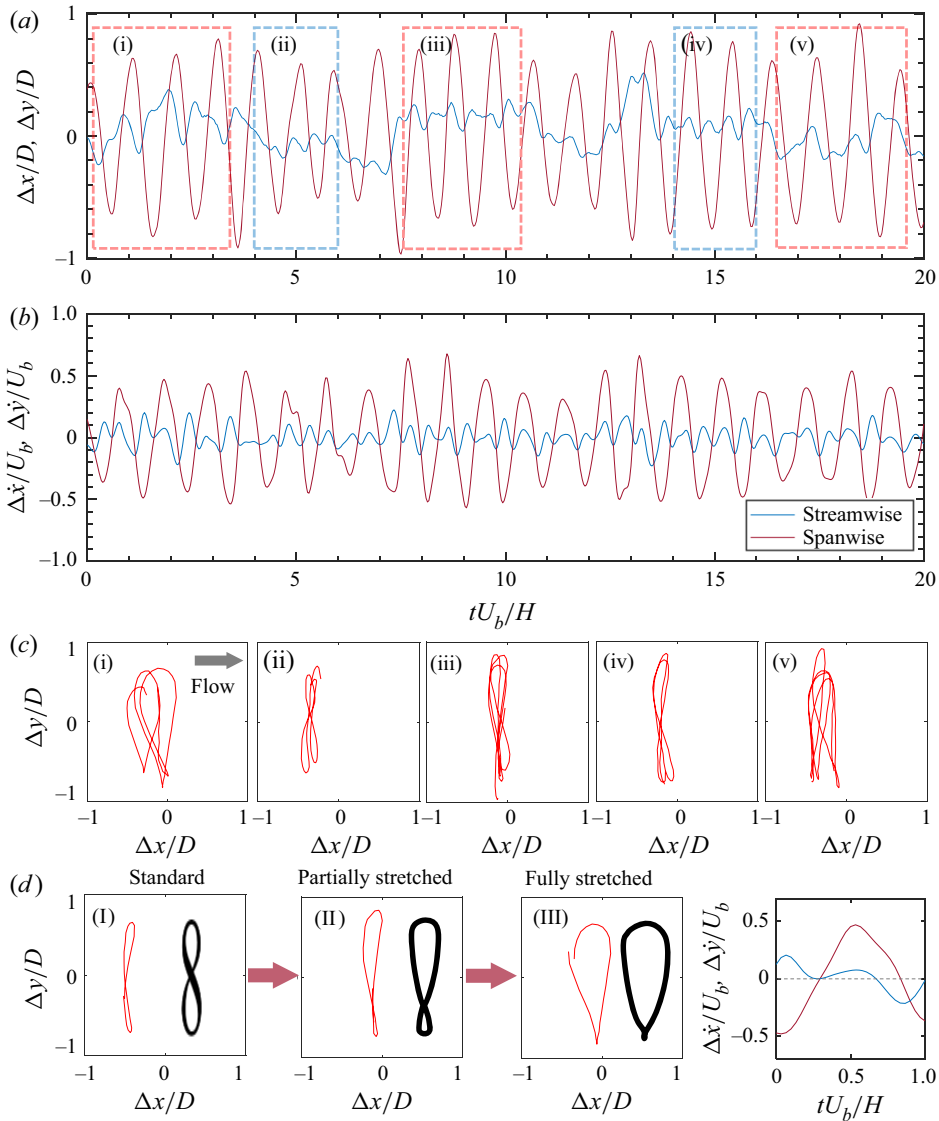 (a)
1
(i) (ii) (iii) (iv) (v)
Δx/D, Δy/D
0
–1
0 5 10 15 20
(b)
1.0
0.5
Δẋ/U_b, Δẏ/U_b
0
–0.5
–1.0
Streamwise
Spanwise
0 5 10 15 20
tU_b/H
(c)
1
(i) (ii) (iii) (iv) (v)
Flow
Δy/D
0
–1
–1 0 1 –1 0 1 –1 0 1 –1 0 1 –1 0 1
Δx/D Δx/D Δx/D Δx/D Δx/D
(d)
Standard Partially stretched Fully stretched
1
(I) (II) (III)
Δy/D
0
–1
–1 0 1 –1 0 1 –1 0 1
Δx/D Δx/D Δx/D
Δẋ/U_b, Δẏ/U_b
0.5
0
–0.5
0 0.5 1.0
tU_b/H